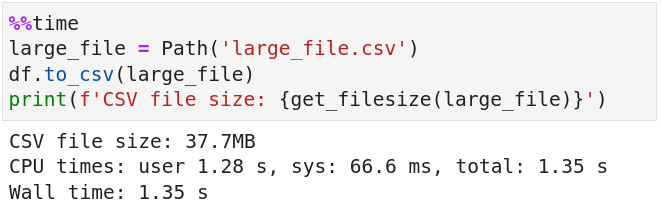 %%time
large_file = Path('large_file.csv')
df.to_csv(large_file)
print(f'CSV file size: {get_filesize(large_file)}')
CSV file size: 37.7MB
CPU times: user 1.28 s, sys: 66.6 ms, total: 1.35 s
Wall time: 1.35 s